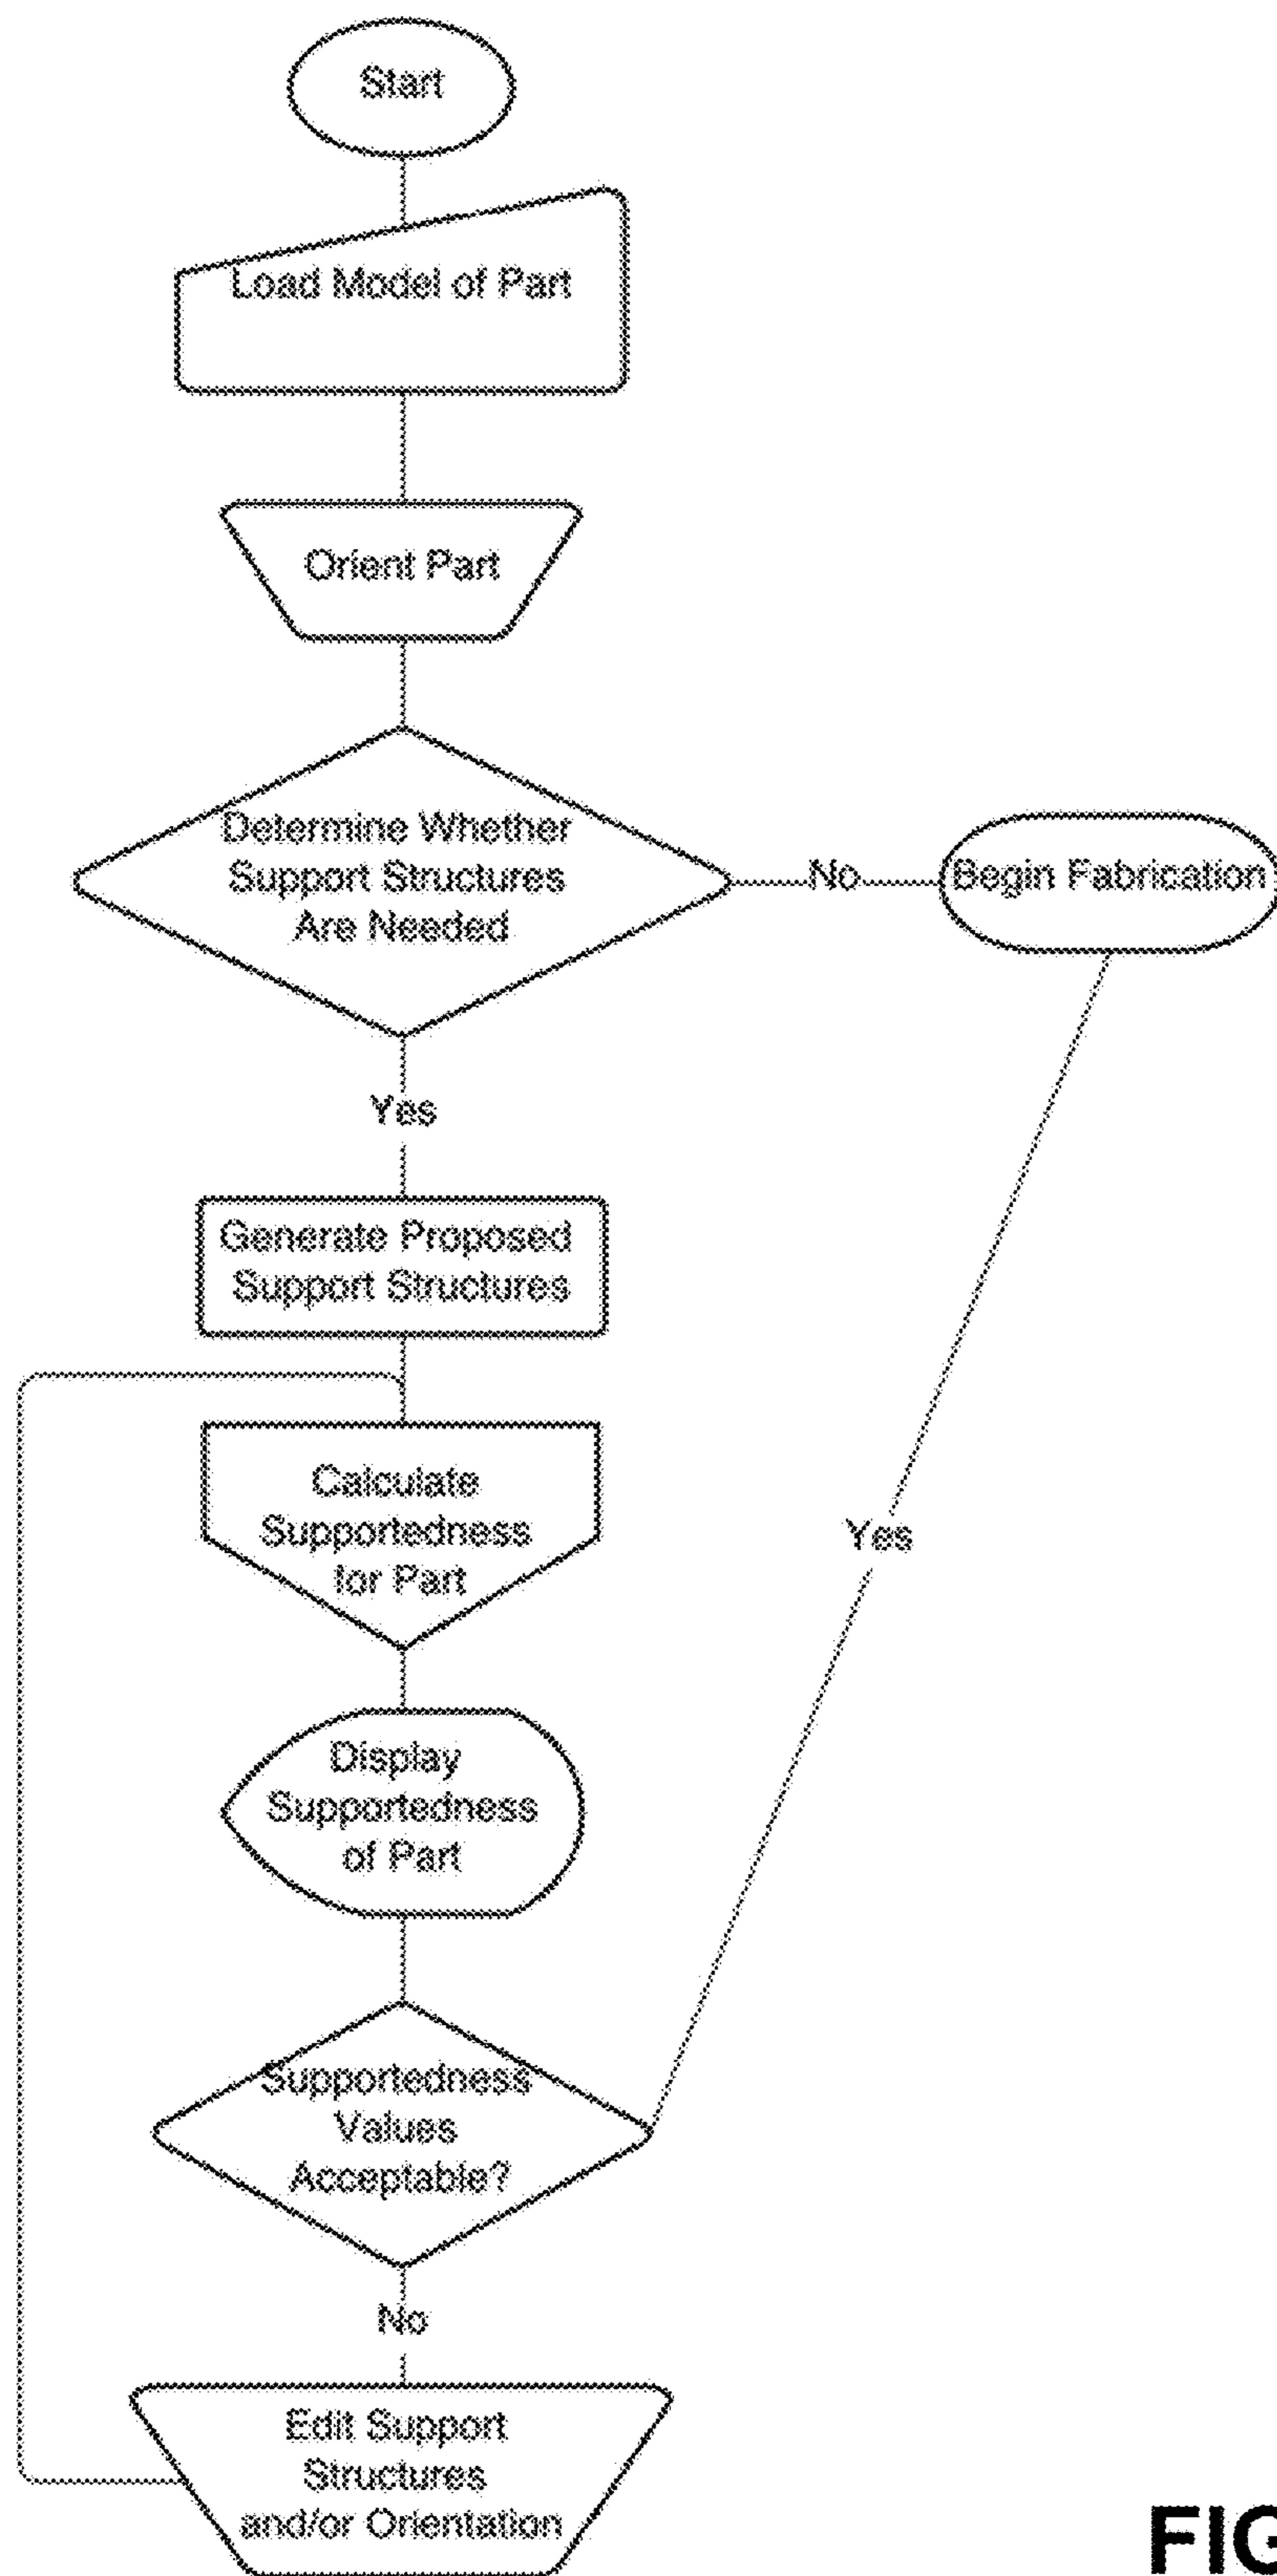 Start
Load Model of Part
Orient Part
Determine Whether
Support Structures
Are Needed
No
Begin Fabrication
Yes
Generate Proposed
Support Structures
Calculate
Supportedness
for Part
Yes
Display
Supportedness
of Part
Supportedness
Values
Acceptable?
No
Edit Support
Structures
and/or Orientation
FIG